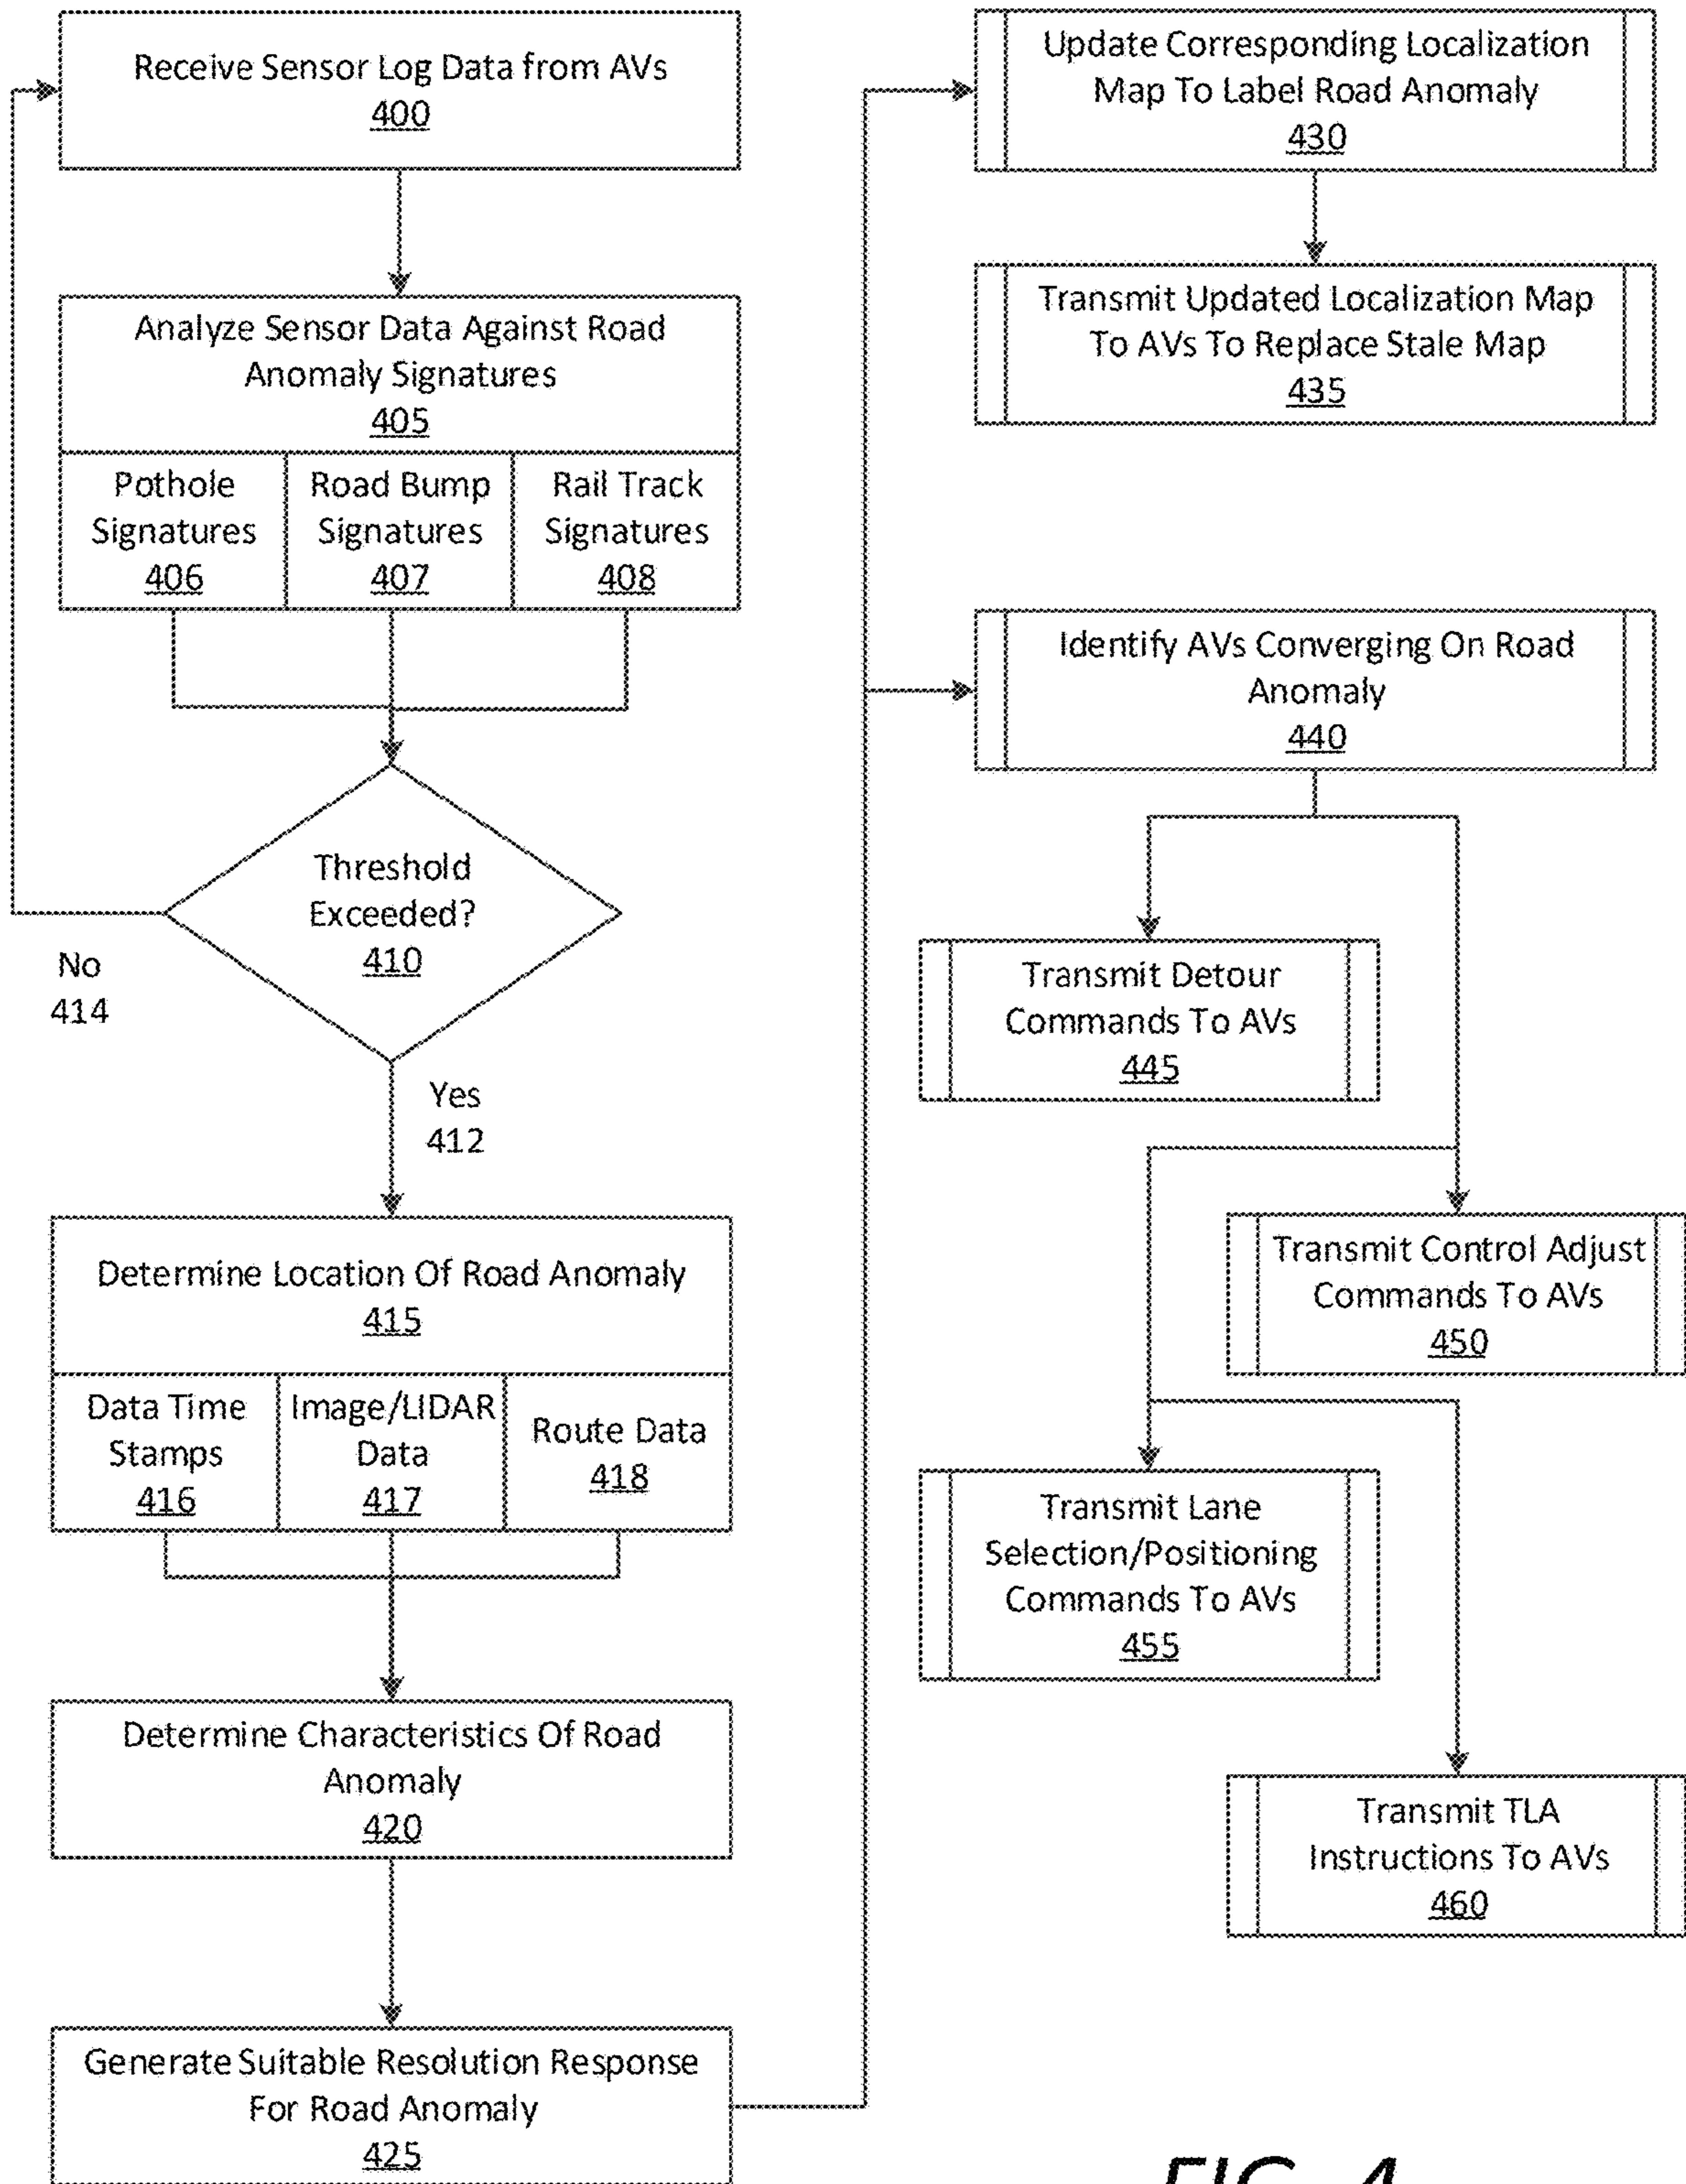 Receive Sensor Log Data from AVs
400
Analyze Sensor Data Against Road
Anomaly Signatures
405
Pothole
Signatures
406
Road Bump
Signatures
407
Rail Track
Signatures
408
Threshold
Exceeded?
410
No
414
Yes
412
Determine Location Of Road Anomaly
415
Data Time
Stamps
416
Image/LIDAR
Data
417
Route Data
418
Determine Characteristics Of Road
Anomaly
420
Generate Suitable Resolution Response
For Road Anomaly
425
Update Corresponding Localization
Map To Label Road Anomaly
430
Transmit Updated Localization Map
To AVs To Replace Stale Map
435
Identify AVs Converging On Road
Anomaly
440
Transmit Detour
Commands To AVs
445
Transmit Control Adjust
Commands To AVs
450
Transmit Lane
Selection/Positioning
Commands To AVs
455
Transmit TLA
Instructions To AVs
460
FIG. 4